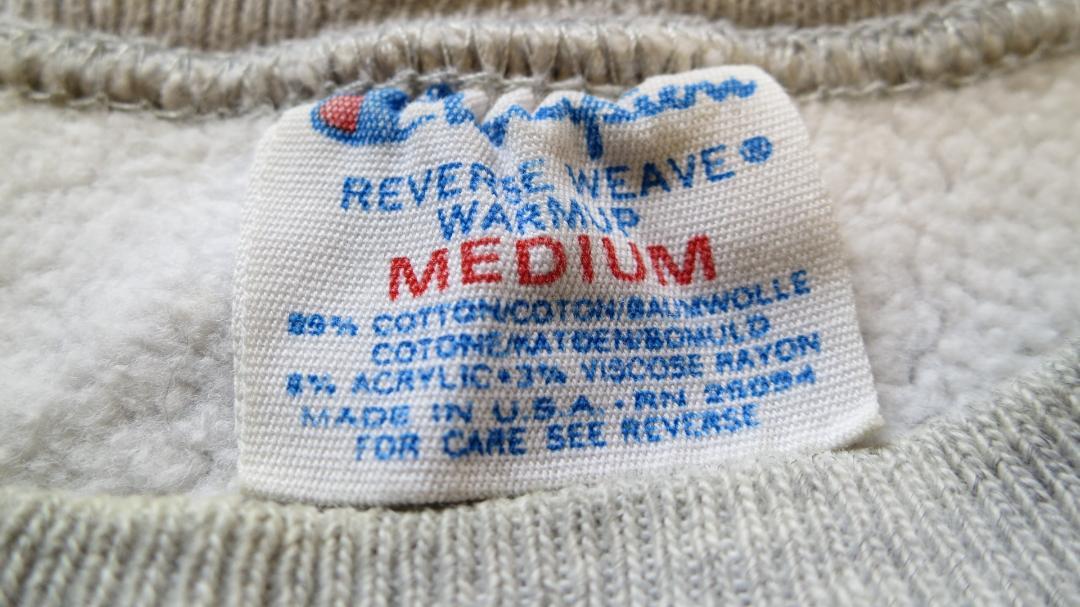 Champion
REVERSE WEAVE®
WARMUP
MEDIUM
89% COTTON/COTON/BAUMWOLLE
COTONE/KATOEN/BOMULD
8% ACRYLIC•3% VISCOSE RAYON
MADE IN U.S.A.•RN 26094
FOR CARE SEE REVERSE